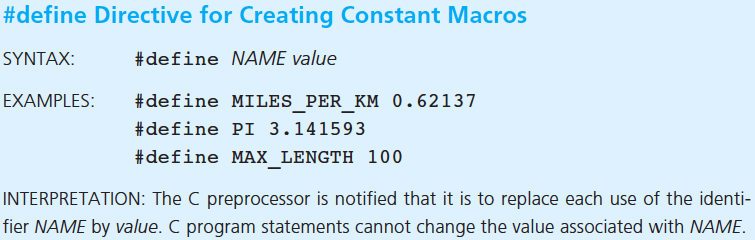 #define Directive for Creating Constant Macros
SYNTAX: #define NAME value
EXAMPLES: #define MILES_PER_KM 0.62137
#define PI 3.141593
#define MAX_LENGTH 100
INTERPRETATION: The C preprocessor is notified that it is to replace each use of the identi-
fier NAME by value. C program statements cannot change the value associated with NAME.